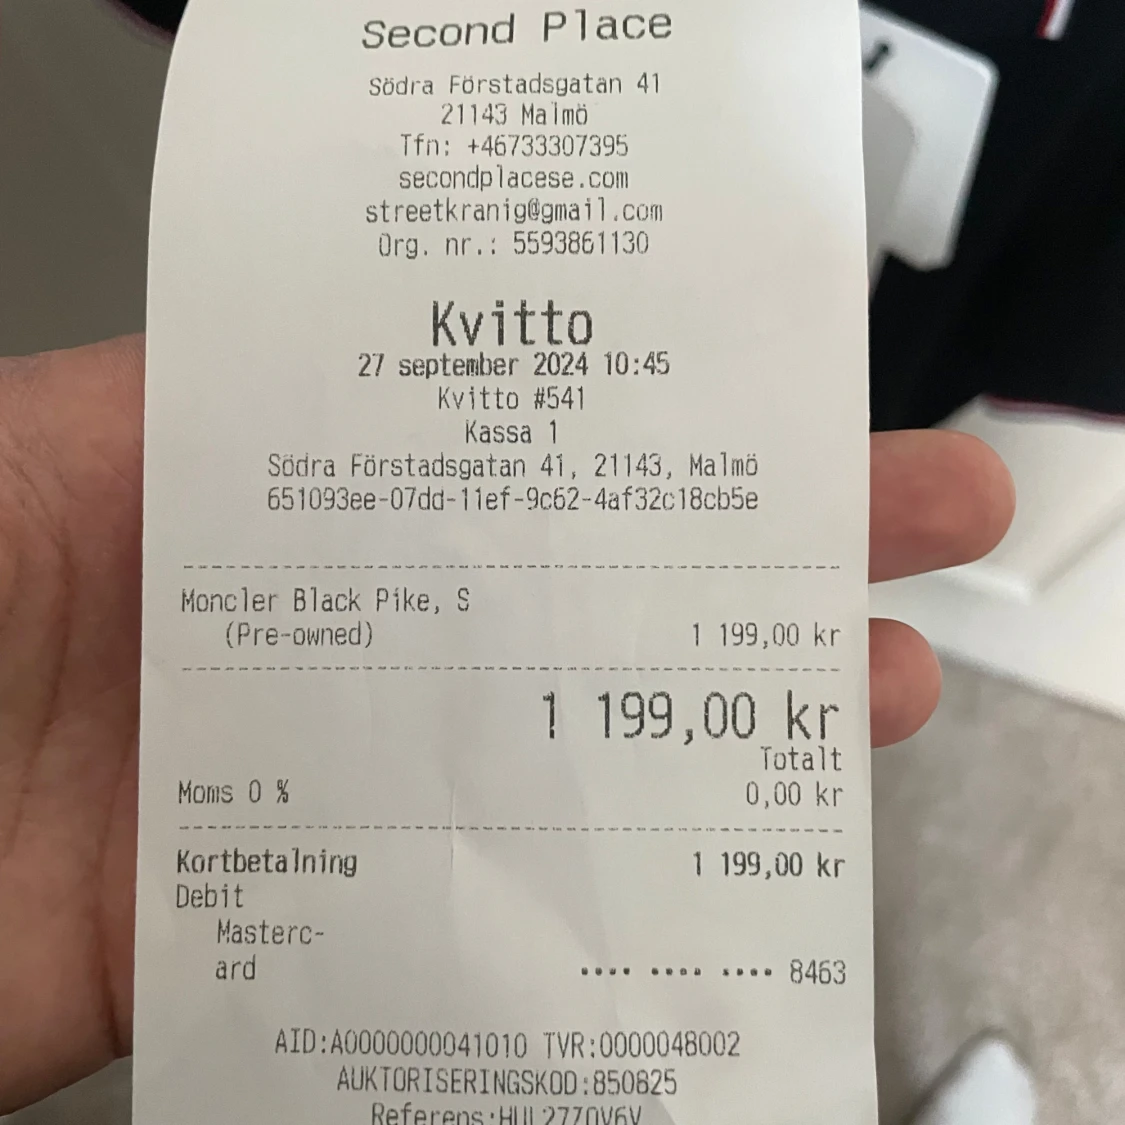 Second Place
Södra Förstadsgatan 41
21143 Malmö
Tfn: +46733307395
secondplacese.com
streetkranig@gmail.com
Org. nr.: 5593861130
Kvitto
27 september 2024 10:45
Kvitto #541
Kassa 1
Södra Förstadsgatan 41, 21143, Malmö
651093ee-07dd-11ef-9c62-4af32c18cb5e
Moncler Black Pike, S
(Pre-owned) 1 199,00 kr
1 199,00 kr
Totalt
Moms 0 % 0,00 kr
Kortbetalning 1 199,00 kr
Debit
Masterc-
ard •••• •••• •••• 8463
AID:A0000000041010 TVR:0000048002
AUKTORISERINGSKOD:850825
Referens: